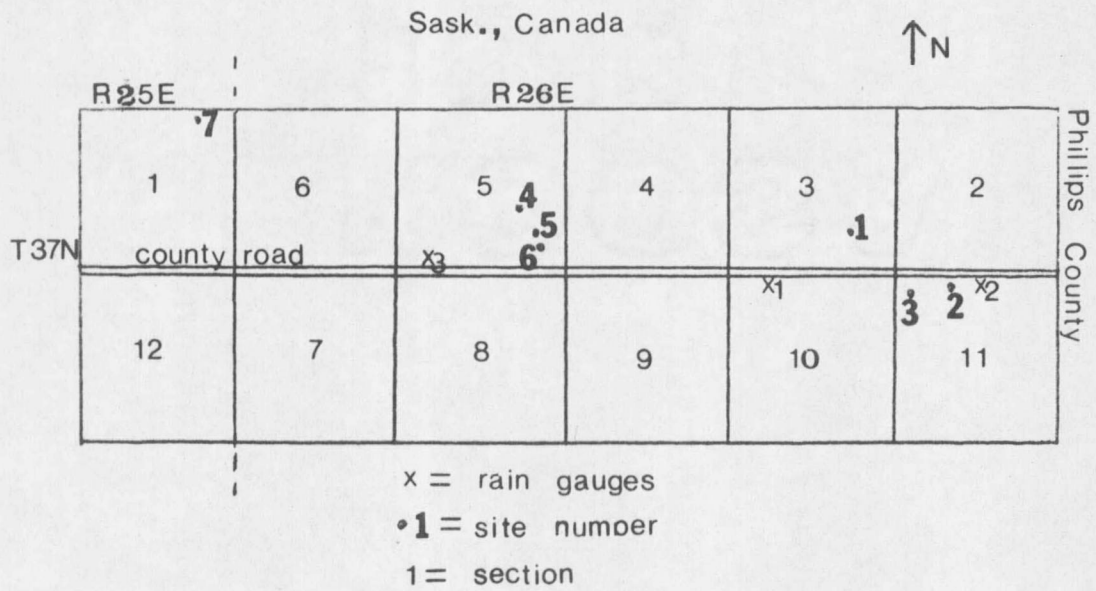 Sask., Canada
N
R25E
R26E
7
1
6
5
4
4
3
2
5
1
T37N
county road
x3
6
x1
3
2
x2
12
7
8
9
10
11
Phillips County
x = rain gauges
•1 = site number
1 = section